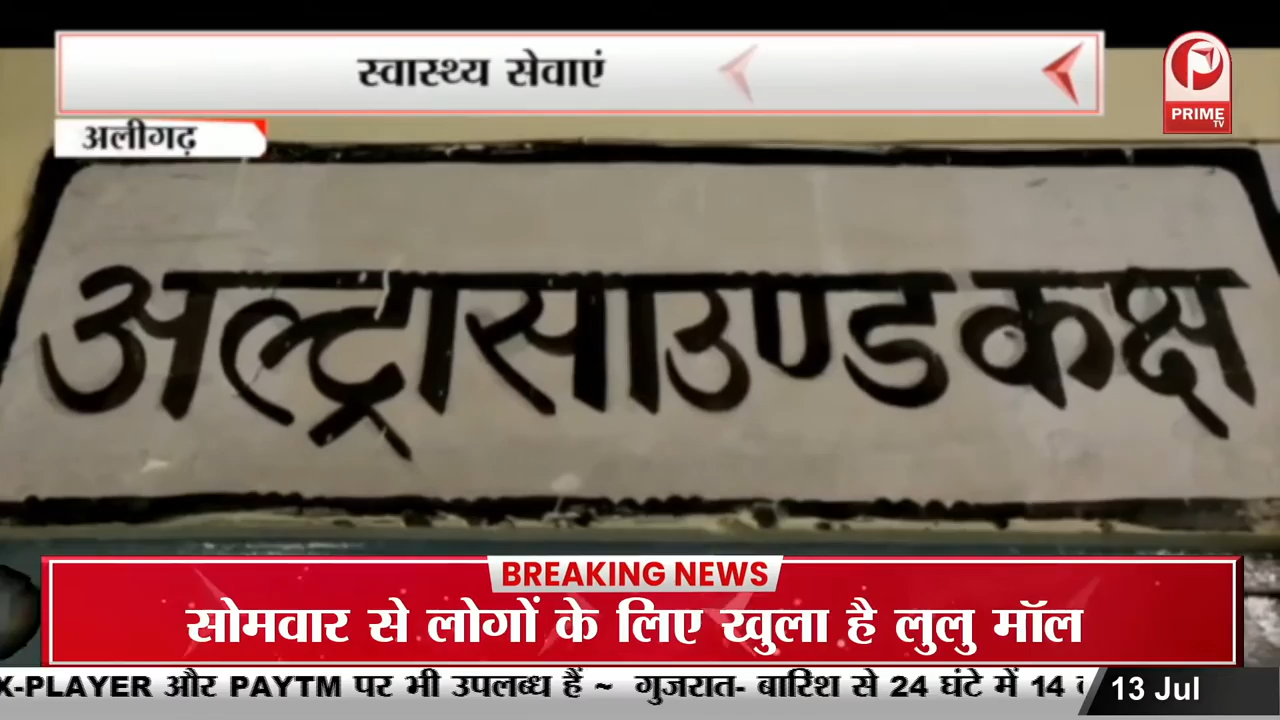 स्वास्थ्य सेवाएं
PRIME
TV
अलीगढ़
अल्ट्रासाउण्ड कक्ष
BREAKING NEWS
सोमवार से लोगों के लिए खुला है लुलु मॉल
X-PLAYER और PAYTM पर भी उपलब्ध हैं ~ गुजरात- बारिश से 24 घंटे में 14
13 Jul